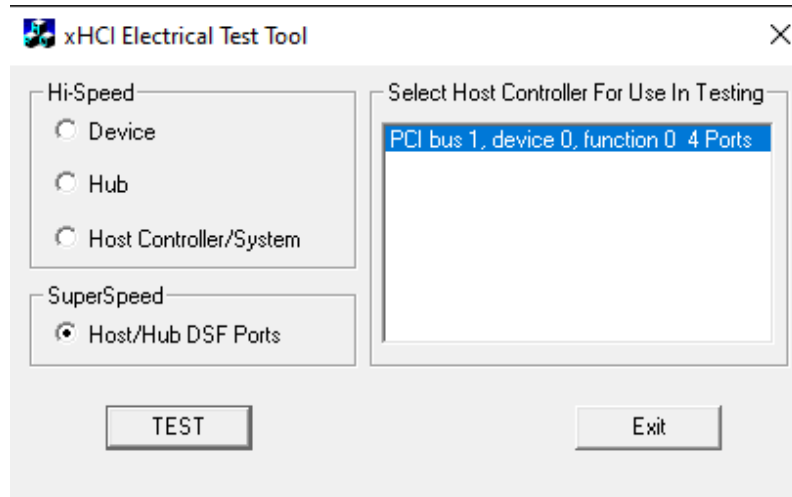 xHCI Electrical Test Tool
Hi-Speed
Device
Hub
Host Controller/System
SuperSpeed
Host/Hub DSF Ports
Select Host Controller For Use In Testing
PCI bus 1, device 0, function 0  4 Ports
TEST
Exit